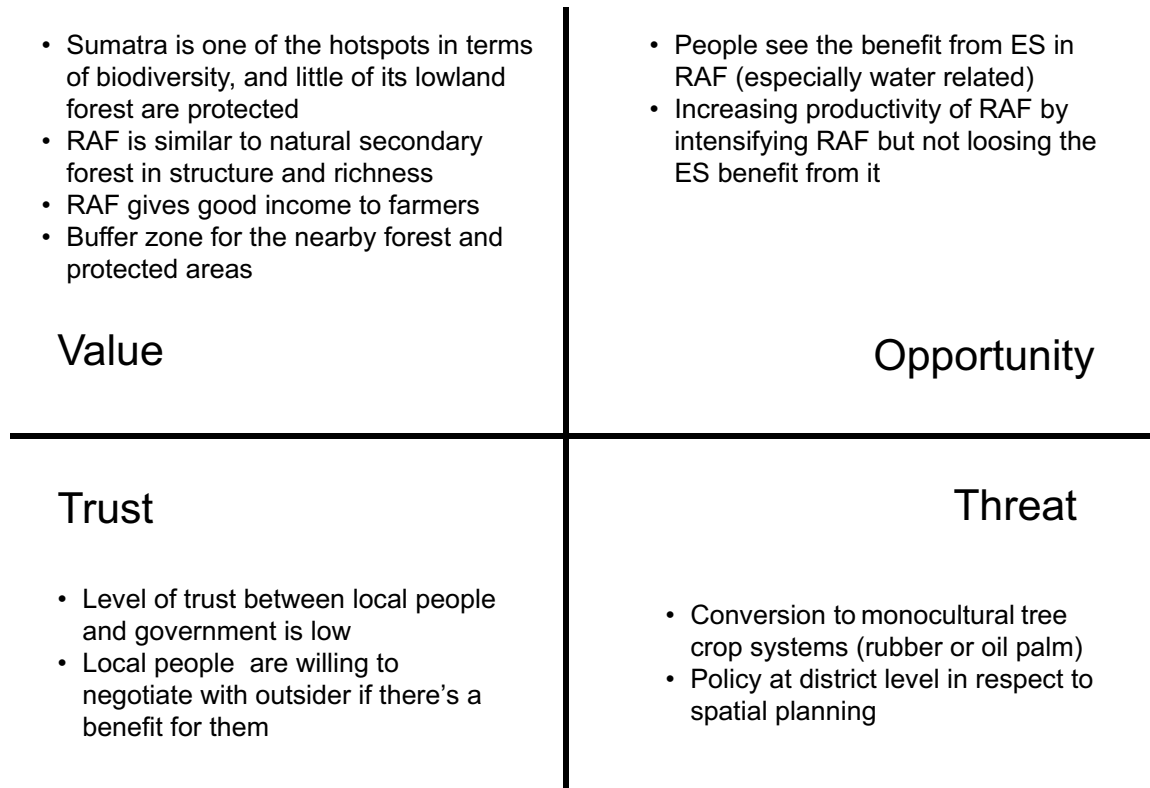 • Sumatra is one of the hotspots in terms
of biodiversity, and little of its lowland
forest are protected
• RAF is similar to natural secondary
forest in structure and richness
• RAF gives good income to farmers
• Buffer zone for the nearby forest and
protected areas
Value
• People see the benefit from ES in
RAF (especially water related)
• Increasing productivity of RAF by
intensifying RAF but not loosing the
ES benefit from it
Opportunity
Trust
• Level of trust between local people
and government is low
• Local people are willing to
negotiate with outsider if there's a
benefit for them
Threat
• Conversion to monocultural tree
crop systems (rubber or oil palm)
• Policy at district level in respect to
spatial planning